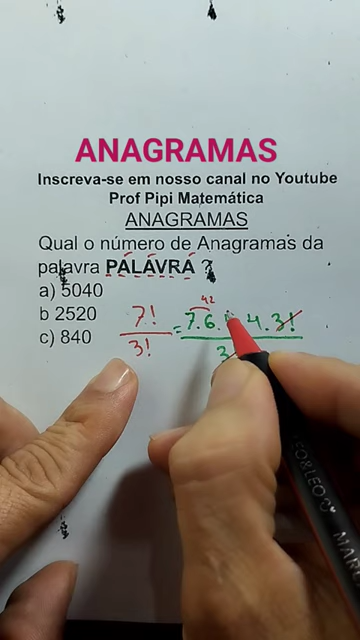 ANAGRAMAS
Inscreva-se em nosso canal no Youtube
Prof Pipi Matemática
ANAGRAMAS
Qual o número de Anagramas da
palavra PALAVRA ?
a) 5040
b 2520
c) 840
42
7! = 7.6. 4.3!
3! 3